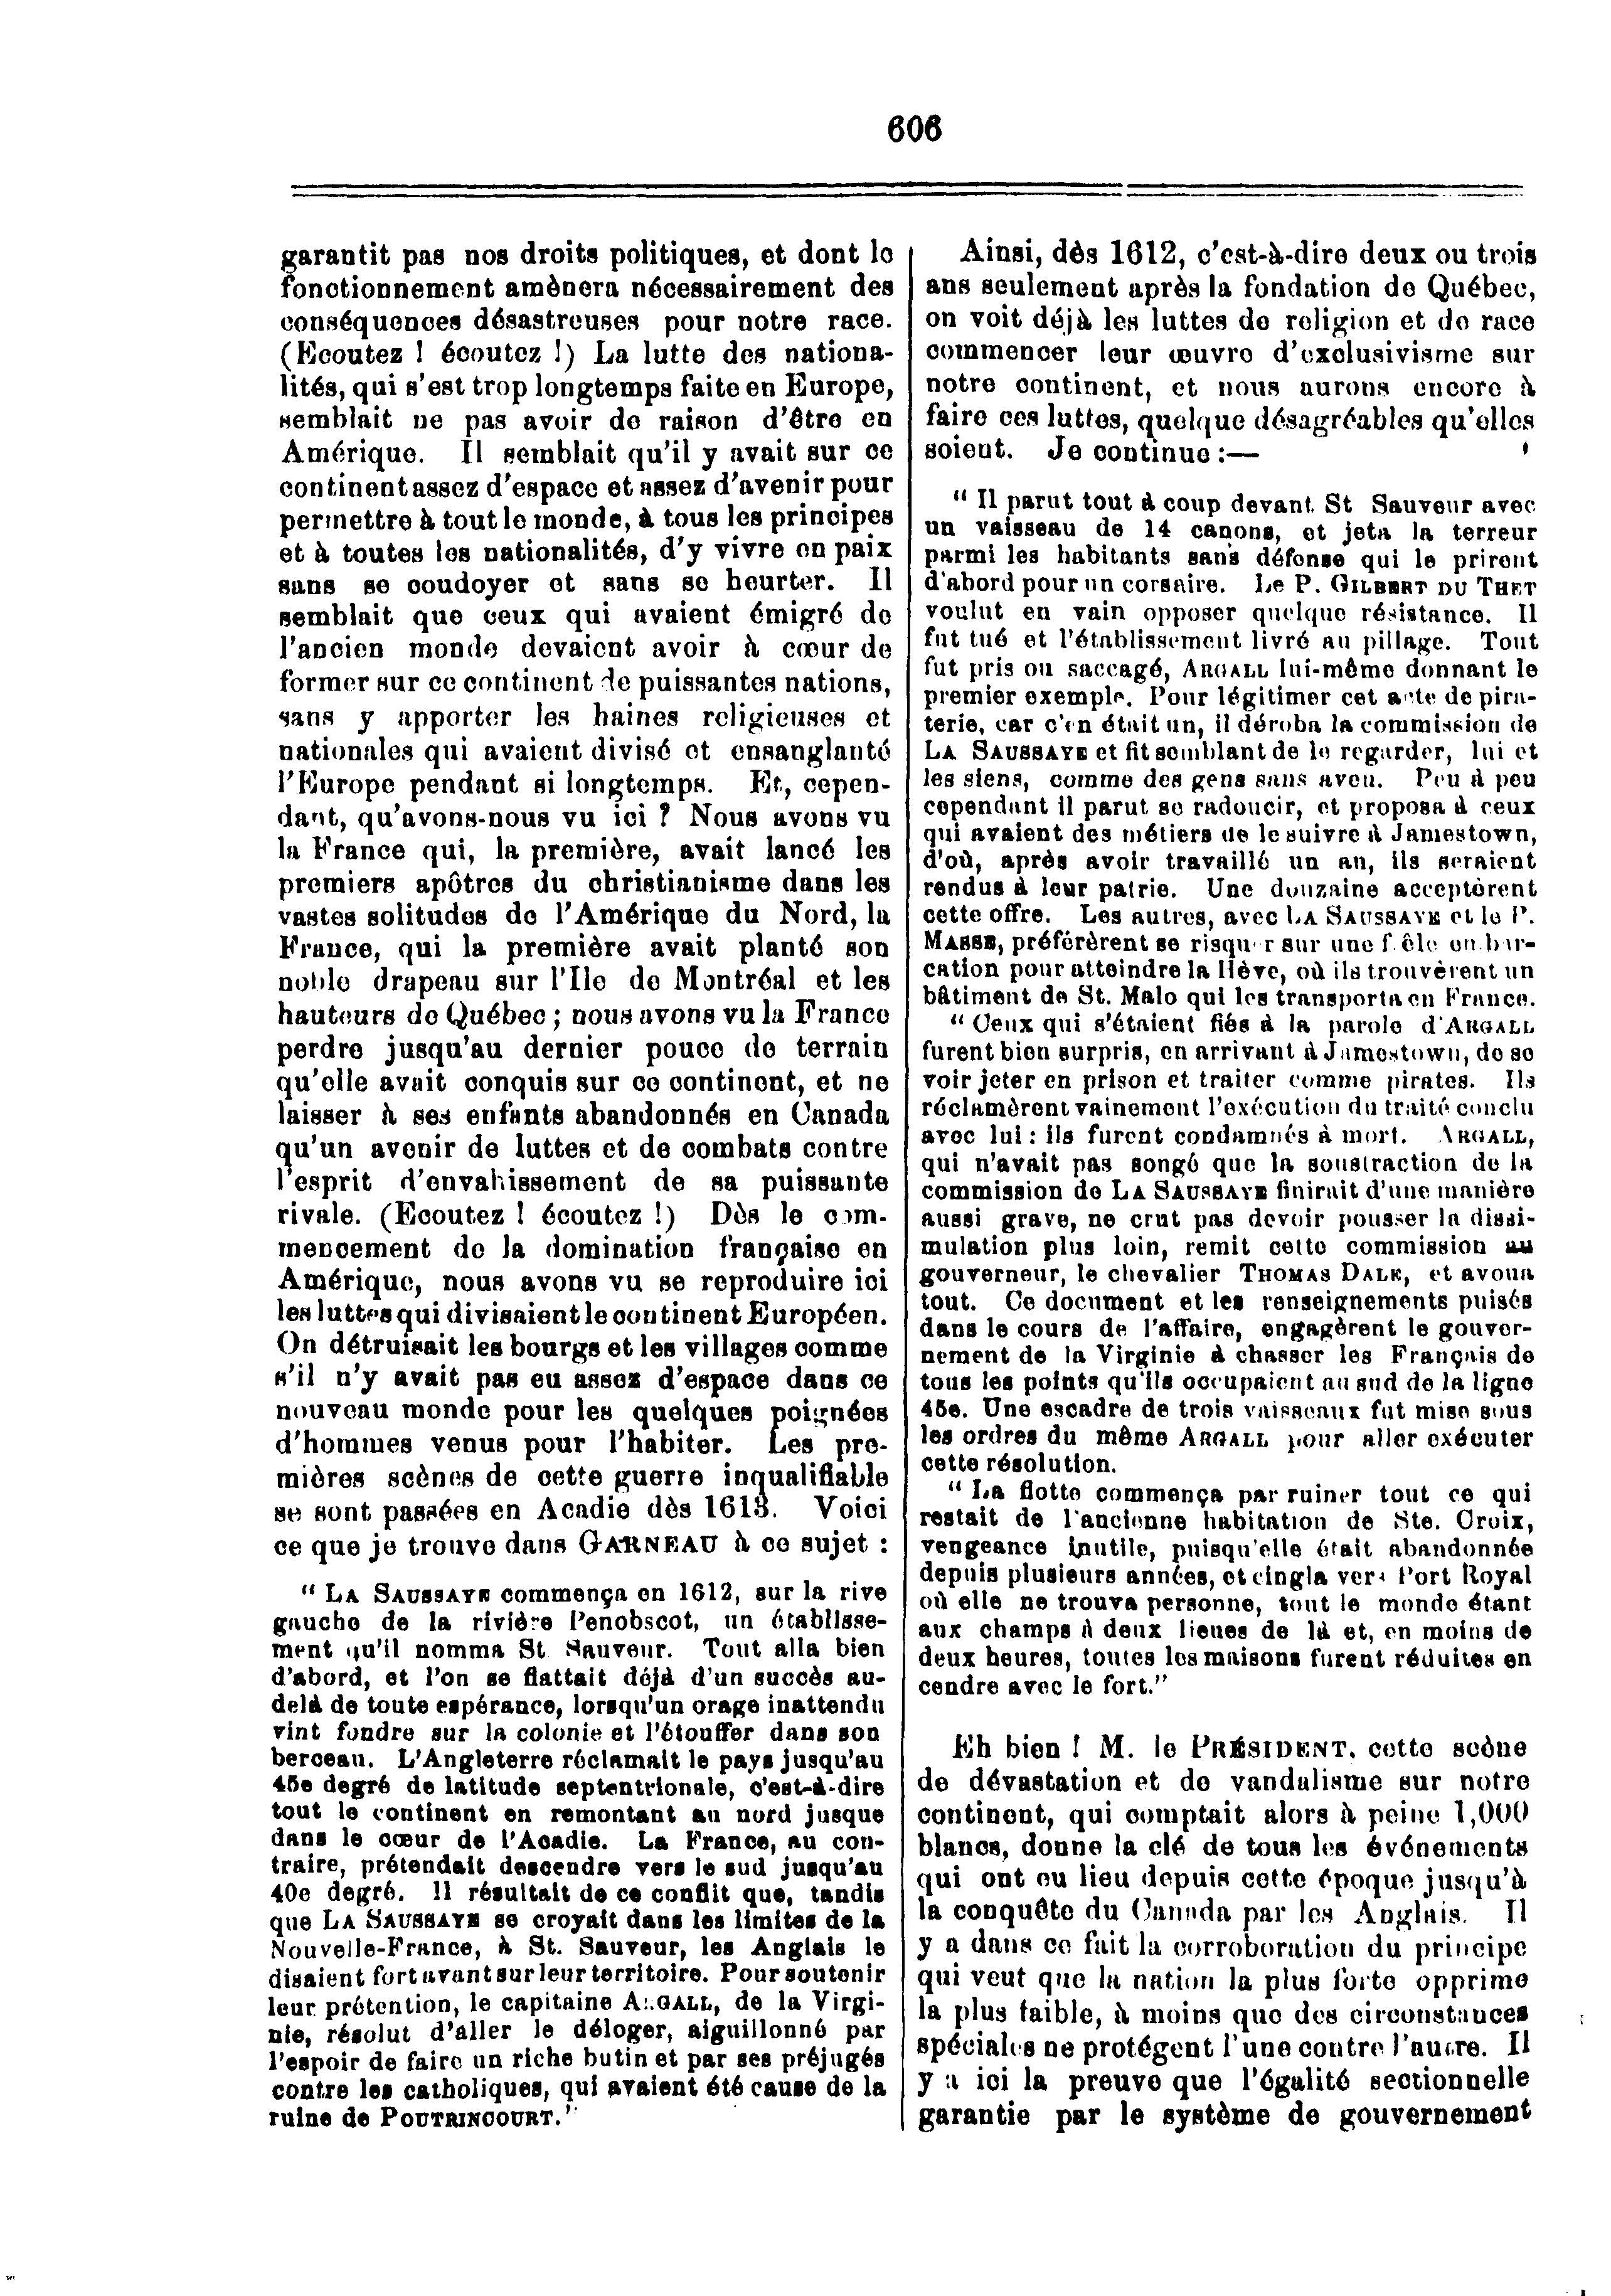 606
garantit pas nos droits politiques, et dont le
fonctionnement amènera nécessairement des
conséquences désastreuses pour notre race.
(Ecoutez ! écoutez !) La lutte des nationa-
lités, qui s'est trop longtemps faite en Europe,
semblait ne pas avoir de raison d'être en
Amérique. Il semblait qu'il y avait sur ce
continent assez d'espace et assez d'avenir pour
permettre à tout le monde, à tous les principes
et à toutes les nationalités, d'y vivre en paix
sans se coudoyer et sans se heurter. Il
semblait que ceux qui avaient émigré de
l'ancien monde devaient avoir à cœur de
former sur ce continent de puissantes nations,
sans y apporter les haines religieuses et
nationales qui avaient divisé et ensanglanté
l'Europe pendant si longtemps. Et, cepen-
dant, qu'avons-nous vu ici ? Nous avons vu
la France qui, la première, avait lancé les
premiers apôtres du christianisme dans les
vastes solitudes de l'Amérique du Nord, la
France, qui la première avait planté son
noble drapeau sur l'Ile de Montréal et les
hauteurs de Québec ; nous avons vu la France
perdre jusqu'au dernier pouce de terrain
qu'elle avait conquis sur ce continent, et ne
laisser à ses enfants abandonnés en Canada
qu'un avenir de luttes et de combats contre
l'esprit d'envahissement de sa puissante
rivale. (Ecoutez ! écoutez !) Dès le com-
mencement de la domination française en
Amérique, nous avons vu se reproduire ici
les luttes qui divisaient le continent Européen.
On détruisait les bourgs et les villages comme
s'il n'y avait pas eu assez d'espace dans ce
nouveau monde pour les quelques poignées
d'hommes venus pour l'habiter. Les pre-
mières scènes de cette guerre inqualifiable
se sont passées en Acadie dès 1613. Voici
ce que je trouve dans GARNEAU à ce sujet :
“ LA SAUSSAYE commença en 1612, sur la rive
gauche de la rivière Penobscot, un établisse-
ment qu'il nomma St Sauveur. Tout alla bien
d'abord, et l'on se flattait déjà d'un succès au-
delà de toute espérance, lorsqu'un orage inattendu
vint fondre sur la colonie et l'étouffer dans son
berceau. L'Angleterre réclamait le pays jusqu'au
45e degré de latitude septentrionale, c'est-à-dire
tout le continent en remontant au nord jusque
dans le cœur de l'Acadie. La France, au con-
traire, prétendait descendre vers le sud jusqu'au
40e degré. Il résultait de ce conflit que, tandis
que LA SAUSSAYE se croyait dans les limites de la
Nouvelle-France, à St. Sauveur, les Anglais le
disaient fort avant sur leur territoire. Pour soutenir
leur prétention, le capitaine ARGALL, de la Virgi-
nie, résolut d'aller le déloger, aiguillonné par
l'espoir de faire un riche butin et par ses préjugés
contre les catholiques, qui avaient été cause de la
ruine de POUTRINCOURT.”
Ainsi, dès 1612, c'est-à-dire deux ou trois
ans seulement après la fondation de Québec,
on voit déjà les luttes de religion et de race
commencer leur œuvre d'exclusivisme sur
notre continent, et nous aurons encore à
faire ces luttes, quelque désagréables qu'elles
soient. Je continue :—
“ Il parut tout à coup devant St Sauveur avec
un vaisseau de 14 canons, et jeta la terreur
parmi les habitants sans défense qui le prirent
d'abord pour un corsaire. Le P. GILBERT DU THET
voulut en vain opposer quelque résistance. Il
fut tué et l'établissement livré au pillage. Tout
fut pris ou saccagé, ARGALL lui-même donnant le
premier exemple. Pour légitimer cet acte de pira-
terie, car c'en était un, il déroba la commission de
LA SAUSSAYE et fit semblant de le regarder, lui et
les siens, comme des gens sans aveu. Peu à peu
cependant il parut se radoucir, et proposa à ceux
qui avaient des métiers de le suivre à Jamestown,
d'où, après avoir travaillé un an, ils seraient
rendus à leur patrie. Une douzaine acceptèrent
cette offre. Les autres, avec LA SAUSSAYE et le P.
MASSE, préférèrent se risquer sur une frêle embar-
cation pour atteindre la Hève, où ils trouvèrent un
bâtiment de St. Malo qui les transporta en France.
“ Ceux qui s'étaient fiés à la parole d'ARGALL
furent bien surpris, en arrivant à Jamestown, de se
voir jeter en prison et traiter comme pirates. Ils
réclamèrent vainement l'exécution du traité conclu
avec lui : ils furent condamnés à mort. ARGALL,
qui n'avait pas songé que la soustraction de la
commission de LA SAUSSAYE finirait d'une manière
aussi grave, ne crut pas devoir pousser la dissi-
mulation plus loin, remit cette commission au
gouverneur, le chevalier THOMAS DALE, et avoua
tout. Ce document et les renseignements puisés
dans le cours de l'affaire, engagèrent le gouver-
nement de la Virginie à chasser les Français de
tous les points qu'ils occupaient au sud de la ligne
45e. Une escadre de trois vaisseaux fut mise sous
les ordres du même ARGALL pour aller exécuter
cette résolution.
“ La flotte commença par ruiner tout ce qui
restait de l'ancienne habitation de Ste. Croix,
vengeance inutile, puisqu'elle était abandonnée
depuis plusieurs années, et cingla vers Port Royal
où elle ne trouva personne, tout le monde étant
aux champs à deux lieues de là et, en moins de
deux heures, toutes les maisons furent réduites en
cendre avec le fort.”
Eh bien ! M. le PRÉSIDENT, cette scène
de dévastation et de vandalisme sur notre
continent, qui comptait alors à peine 1,000
blancs, donne la clé de tous les événements
qui ont eu lieu depuis cette époque jusqu'à
la conquête du Canada par les Anglais. Il
y a dans ce fait la corroboration du principe
qui veut que la nation la plus forte opprime
la plus faible, à moins que des circonstances
spéciales ne protégent l'une contre l'autre. Il
y a ici la preuve que l'égalité sectionnelle
garantie par le système de gouvernement